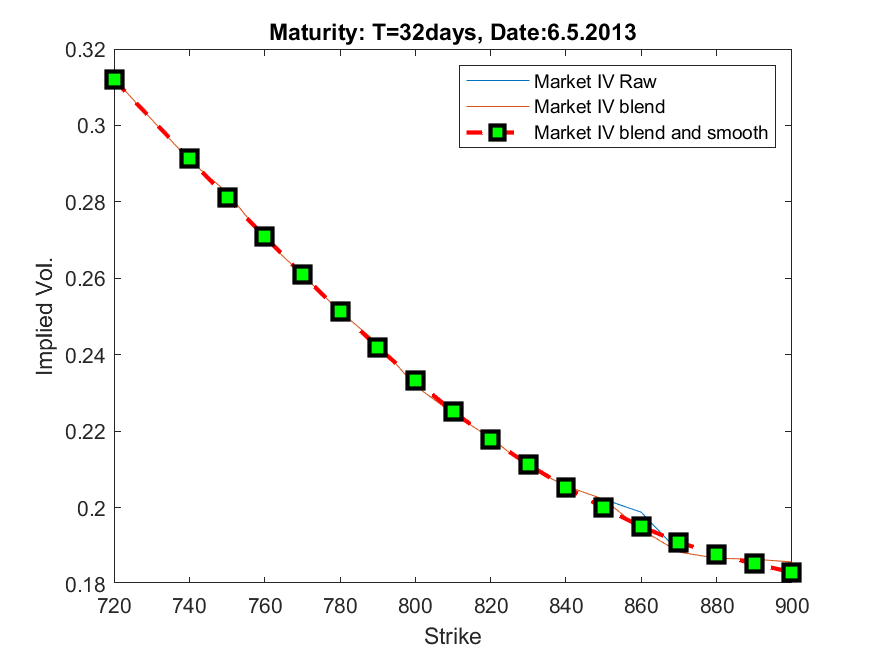 Maturity: T=32days, Date:6.5.2013
0.32
0.3
0.28
0.26
0.24
0.22
0.2
0.18
Implied Vol.
Market IV Raw
Market IV blend
Market IV blend and smooth
720 740 760 780 800 820 840 860 880 900
Strike